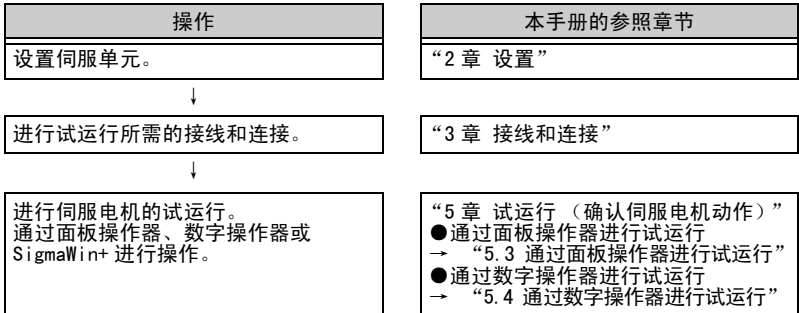 操作
本手册的参照章节
设置伺服单元。
“2 章 设置”
↓
进行试运行所需的接线和连接。
“3 章 接线和连接”
↓
进行伺服电机的试运行。
通过面板操作器、数字操作器或
SigmaWin+ 进行操作。
“5 章 试运行 （确认伺服电机动作）”
●通过面板操作器进行试运行
→ “5.3 通过面板操作器进行试运行”
●通过数字操作器进行试运行
→ “5.4 通过数字操作器进行试运行”